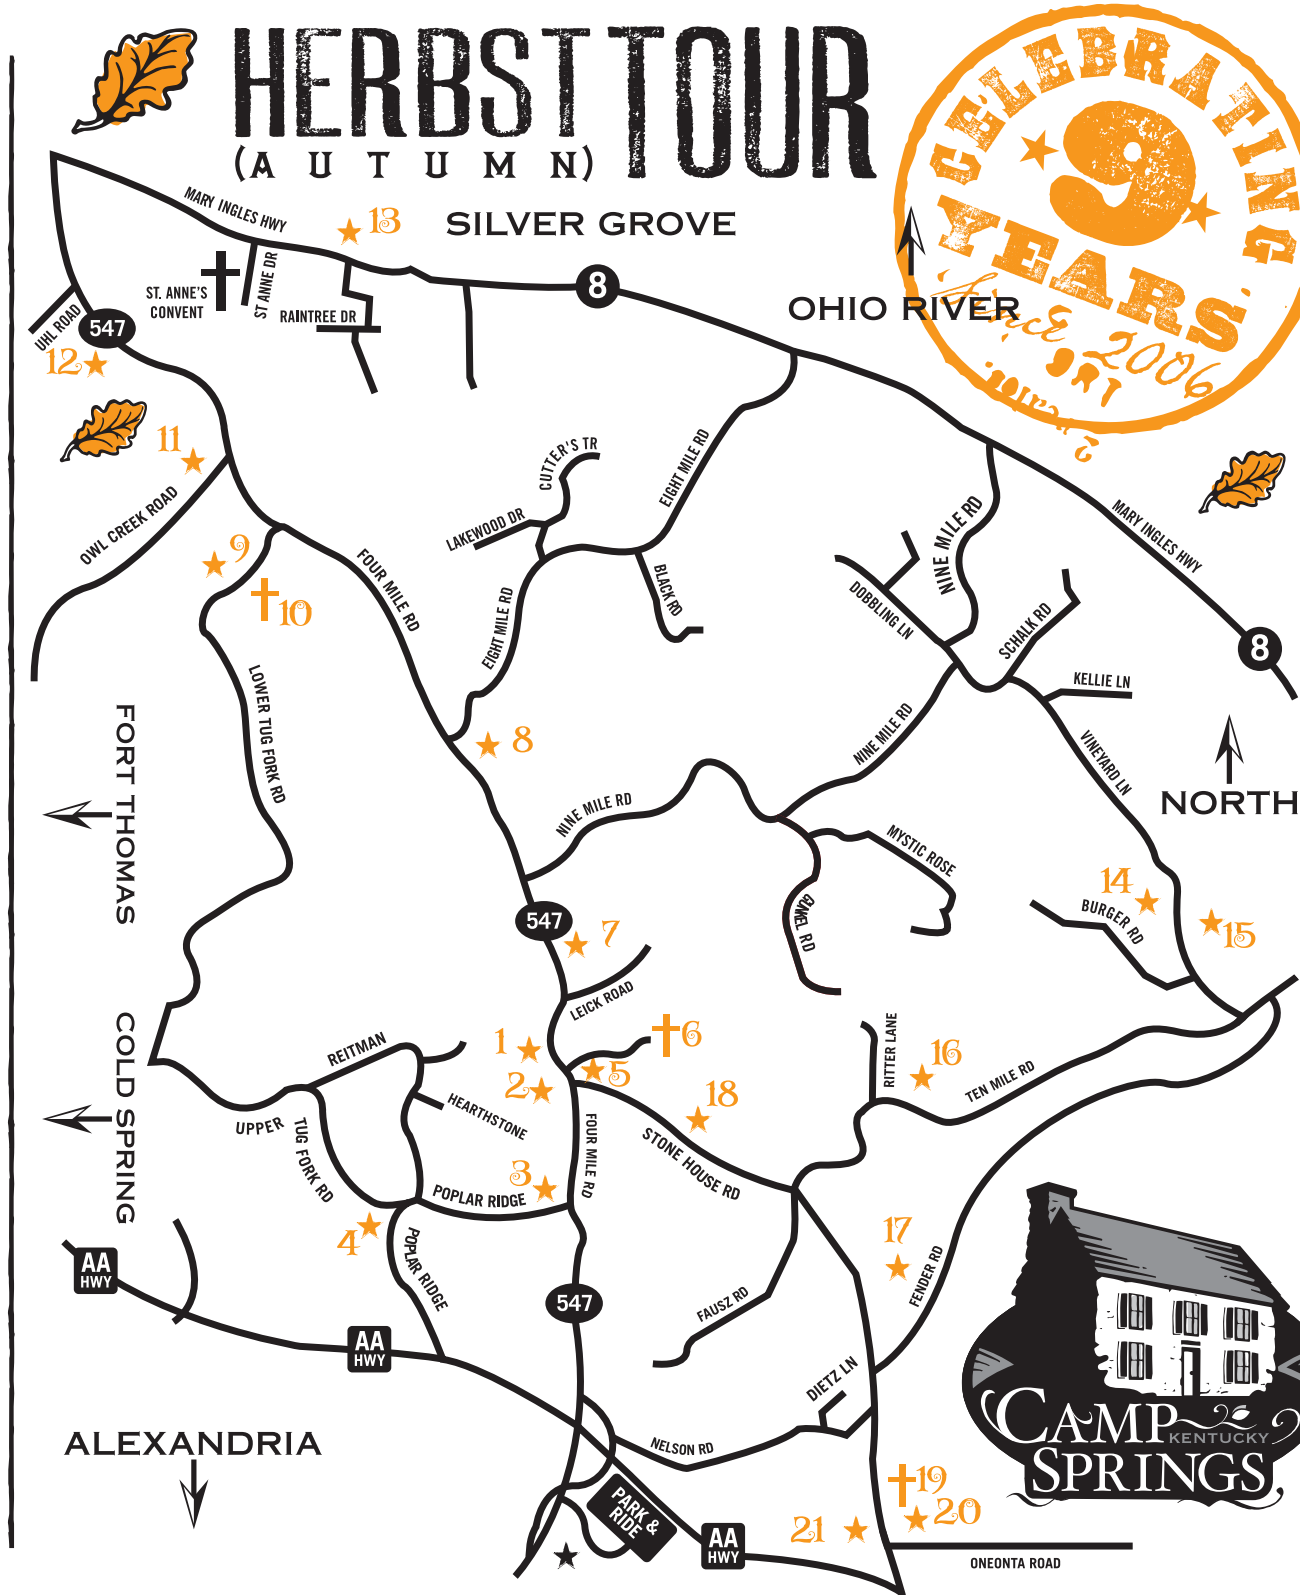 HERBST TOUR
(AUTUMN)
CELEBRATING
9
YEARS
Since 2006
MARY INGLES HWY
13
SILVER GROVE
8
OHIO RIVER
ST. ANNE'S
CONVENT
ST ANNE DR
RAINTREE DR
UHL ROAD
547
12
11
OWL CREEK ROAD
9
10
FOUR MILE RD
CUTTER'S TR
LAKEWOOD DR
EIGHT MILE RD
EIGHT MILE RD
BLACK RD
NINE MILE RD
MARY INGLES HWY
DOBBLING LN
SCHALK RD
8
KELLIE LN
LOWER TUG FORK RD
FORT THOMAS
8
NINE MILE RD
VINEYARD LN
NORTH
NINE MILE RD
MYSTIC ROSE
GUNKEL RD
14
BURGER RD
15
547
7
LEICK ROAD
COLD SPRING
REITMAN
1
6
2
5
18
RITTER LANE
16
TEN MILE RD
HEARTHSTONE
UPPER
TUG FORK RD
FOUR MILE RD
STONE HOUSE RD
3
POPLAR RIDGE
4
POPLAR RIDGE
17
FENDER RD
AA
HWY
547
FAUSZ RD
AA
HWY
DIETZ LN
NELSON RD
ALEXANDRIA
CAMP
KENTUCKY
SPRINGS
PARK &
RIDE
19
20
21
AA
HWY
ONEONTA ROAD